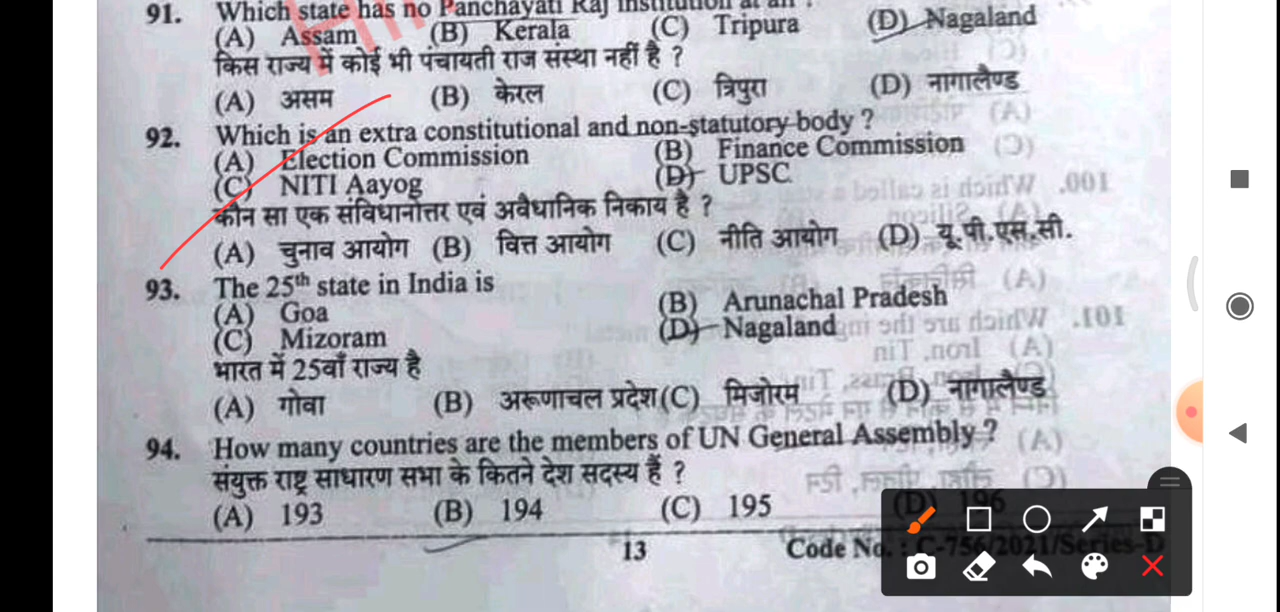 91. Which state has no Panchayati Raj institution at all ?
(A) Assam (B) Kerala (C) Tripura (D) Nagaland
किस राज्य में कोई भी पंचायती राज संस्था नहीं है ?
(A) असम (B) केरल (C) त्रिपुरा (D) नागालैण्ड
92. Which is an extra constitutional and non-statutory body ?
(A) Election Commission (B) Finance Commission
(C) NITI Aayog (D) UPSC
कौन सा एक संविधानोत्तर एवं अवैधानिक निकाय है ?
(A) चुनाव आयोग (B) वित्त आयोग (C) नीति आयोग (D) यू.पी.एस.सी.
93. The 25th state in India is
(A) Goa (B) Arunachal Pradesh
(C) Mizoram (D) Nagaland
भारत में 25वाँ राज्य है
(A) गोवा (B) अरूणाचल प्रदेश (C) मिजोरम (D) नागालैण्ड
94. How many countries are the members of UN General Assembly ?
संयुक्त राष्ट्र साधारण सभा के कितने देश सदस्य हैं ?
(A) 193 (B) 194 (C) 195 (D) 196
13 Code No. : C-756/2021/Series-D